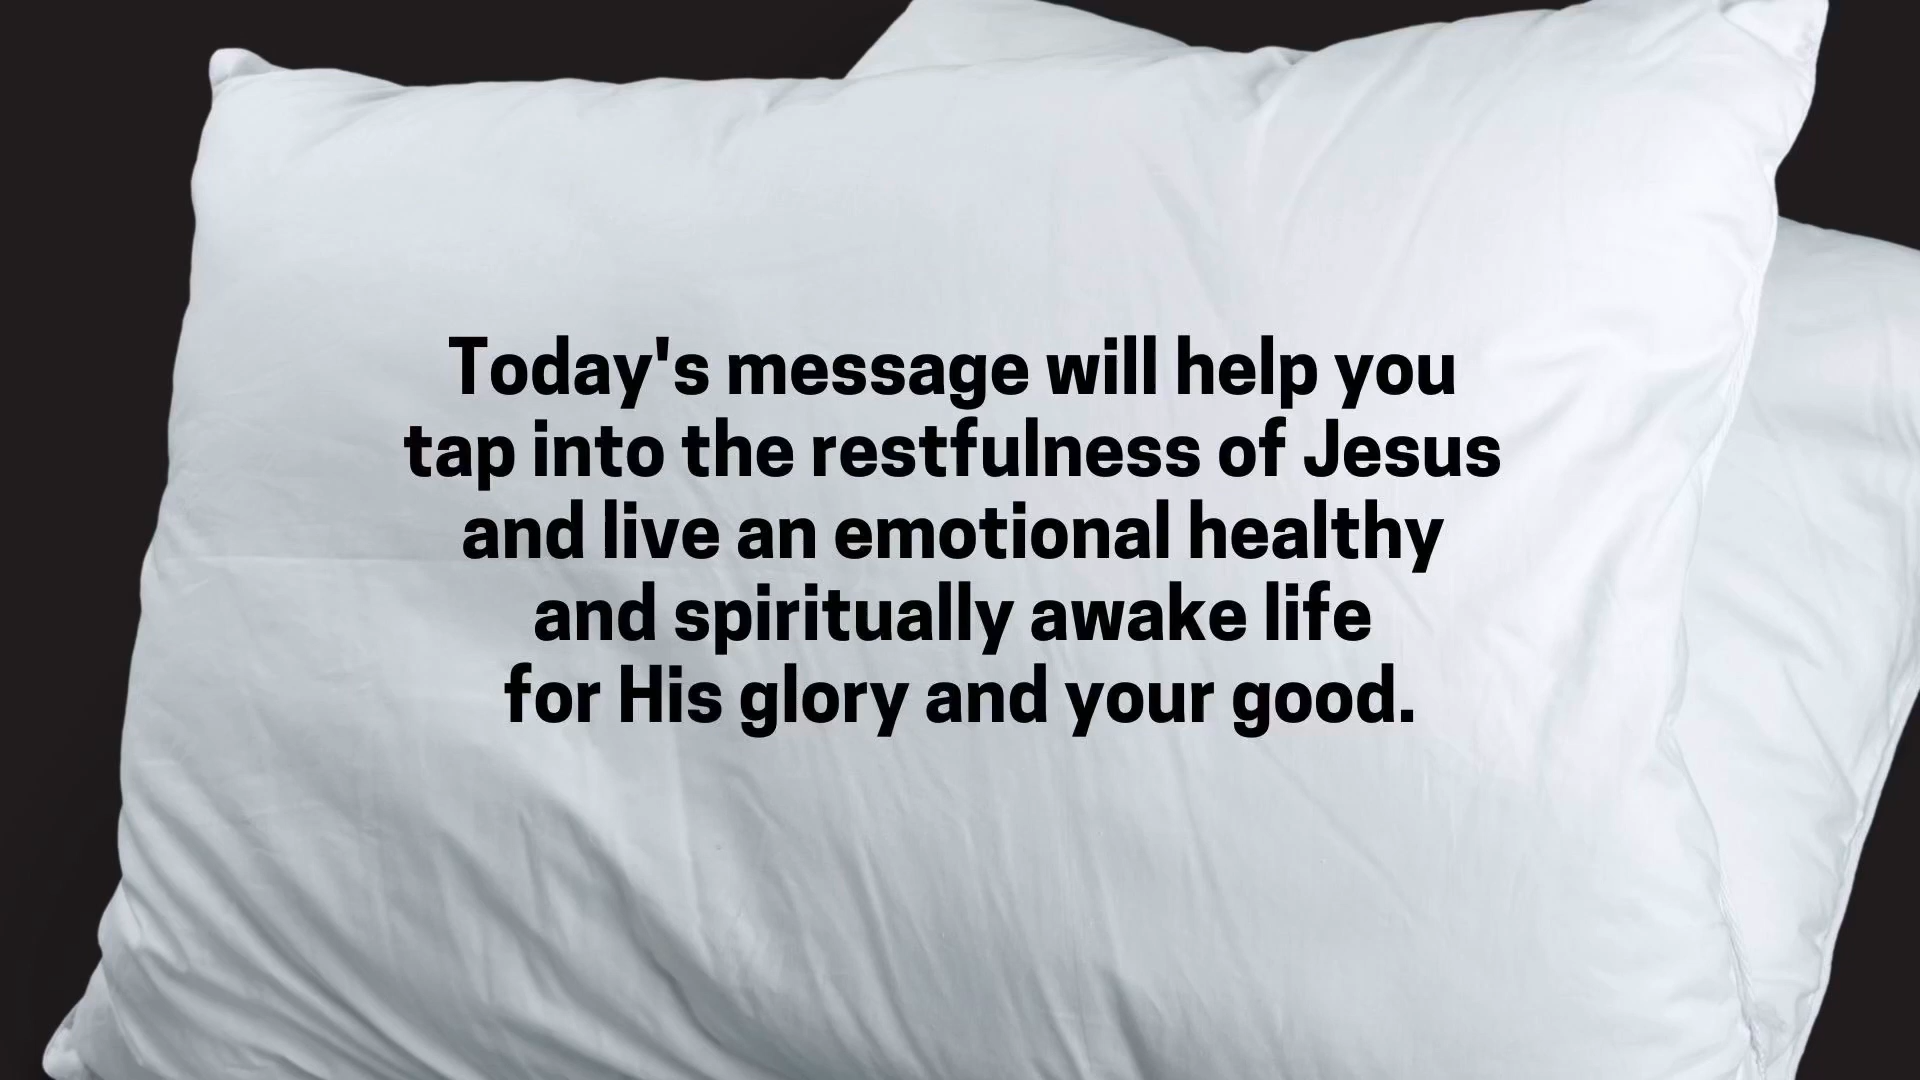 Today's message will help you
tap into the restfulness of Jesus
and live an emotional healthy
and spiritually awake life
for His glory and your good.